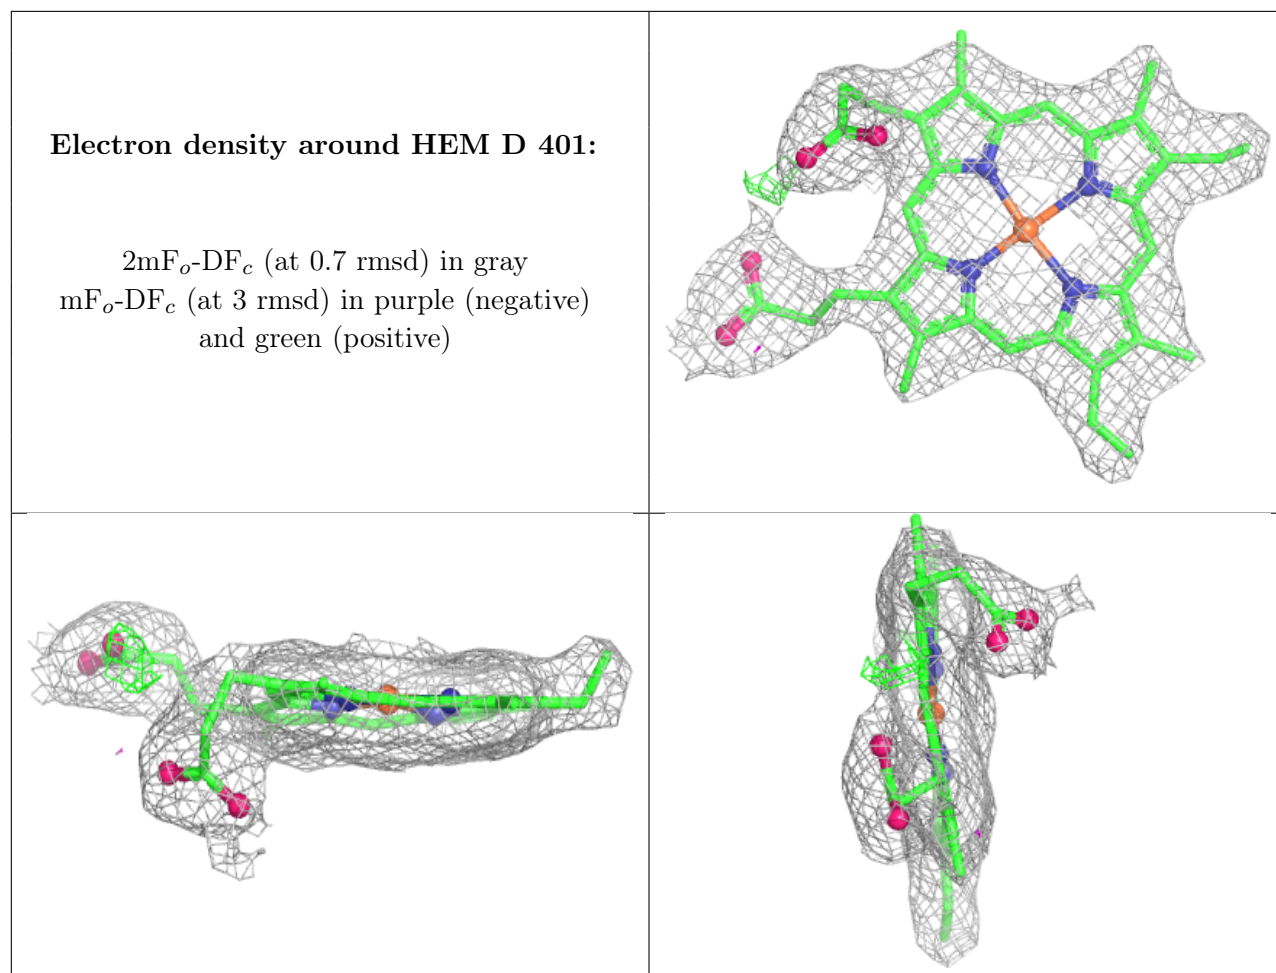 Electron density around HEM D 401:
2mFo-DFc (at 0.7 rmsd) in gray
mFo-DFc (at 3 rmsd) in purple (negative)
and green (positive)